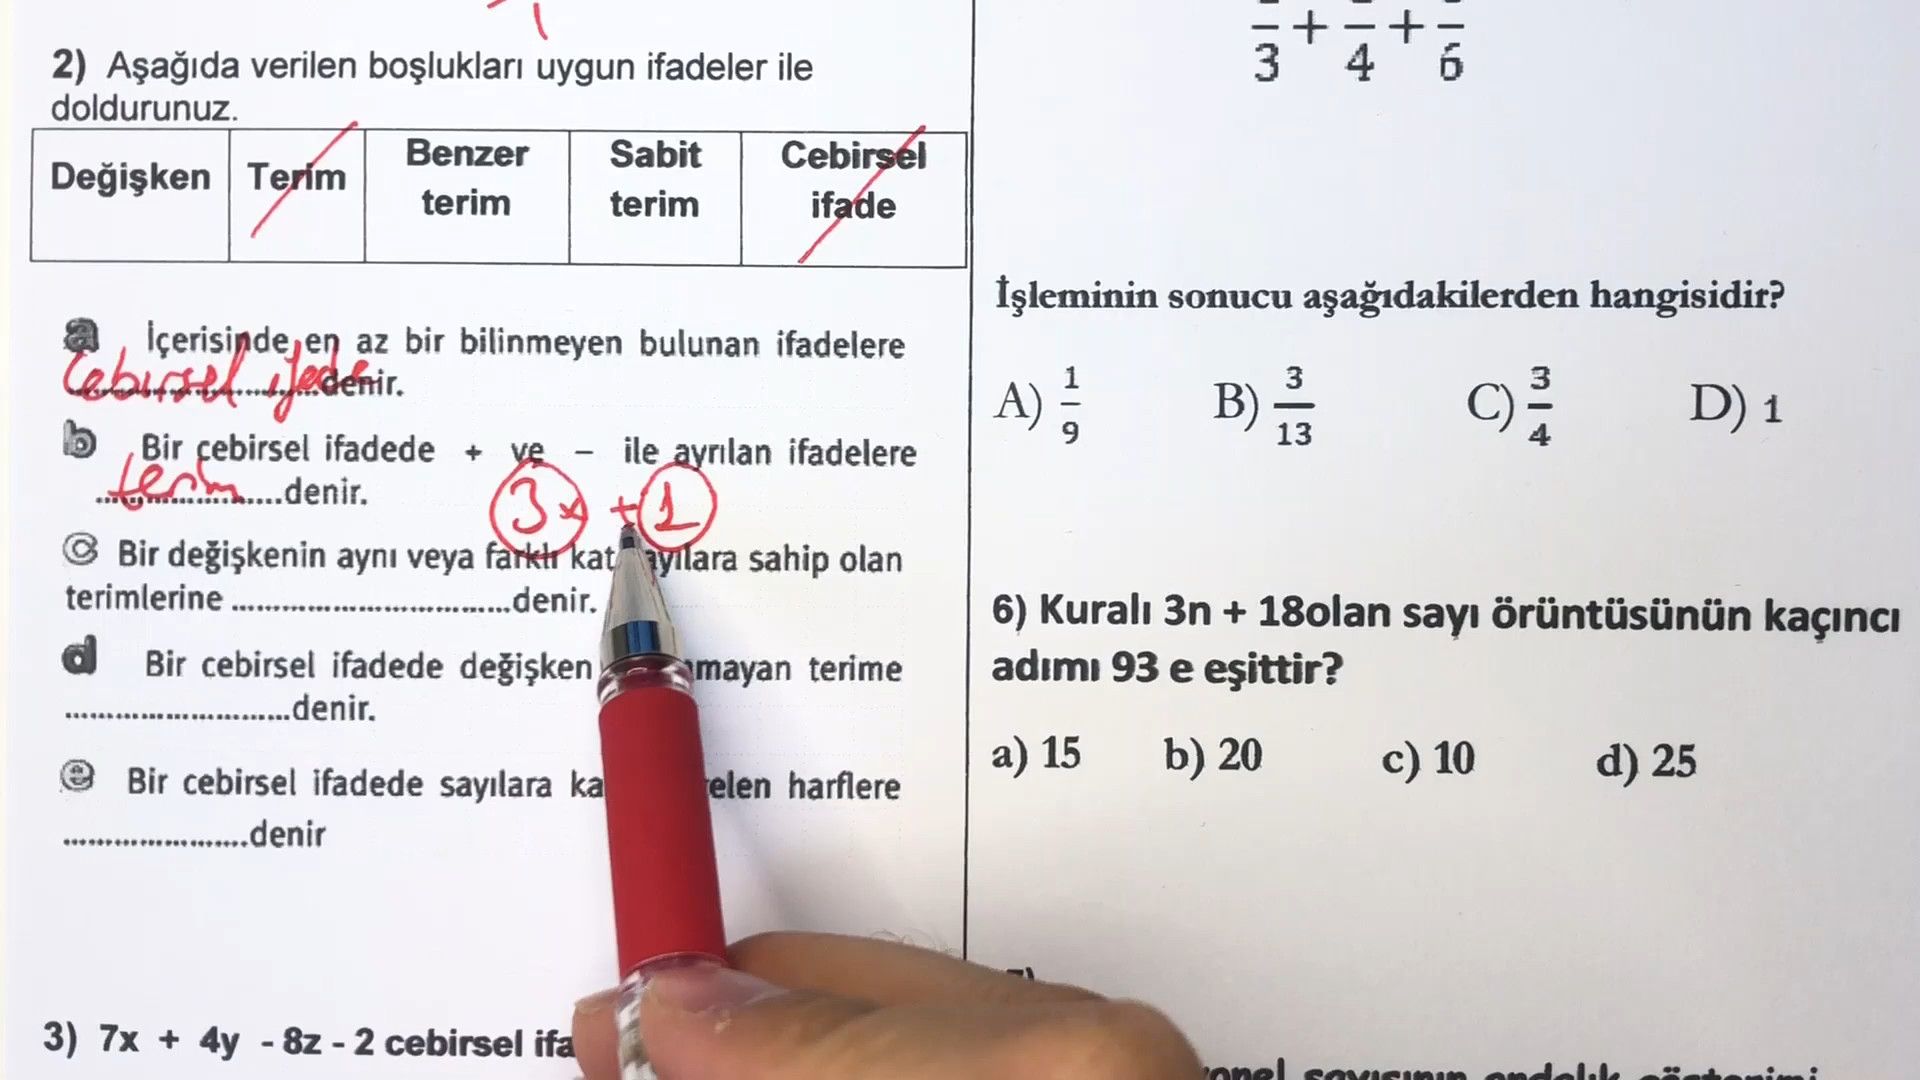 2) Aşağıda verilen boşlukları uygun ifadeler ile
doldurunuz.
Değişken Terim Benzer terim Sabit terim Cebirsel ifade
a İçerisinde en az bir bilinmeyen bulunan ifadelere
Cebirsel ifade denir.
b Bir cebirsel ifadede + ve – ile ayrılan ifadelere
terim denir.
3x + 1
c Bir değişkenin aynı veya farklı kat ayılara sahip olan
terimlerine ................................denir.
d Bir cebirsel ifadede değişken mayan terime
..........................denir.
e Bir cebirsel ifadede sayılara ka elen harflere
.....................denir
3) 7x + 4y - 8z - 2 cebirsel ifa
3 + 4 + 6
İşleminin sonucu aşağıdakilerden hangisidir?
A) 1/9 B) 3/13 C) 3/4 D) 1
6) Kuralı 3n + 18olan sayı örüntüsünün kaçıncı
adımı 93 e eşittir?
a) 15 b) 20 c) 10 d) 25
sayısının ondalık gösterimi